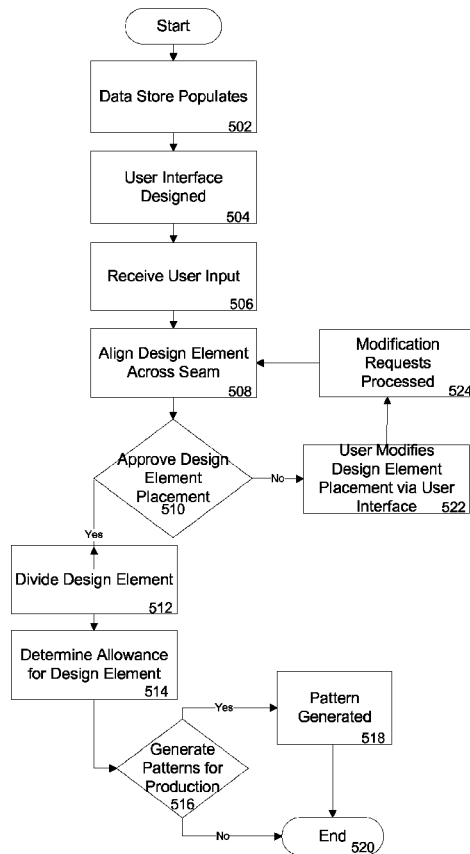 Start
Data Store Populates
502
User Interface
Designed
504
Receive User Input
506
Align Design Element
Across Seam
508
Modification
Requests
Processed
524
Approve Design
Element
Placement
510
No
User Modifies
Design Element
Placement via User
Interface
522
Yes
Divide Design Element
512
Determine Allowance
for Design Element
514
Yes
Pattern
Generated
518
Generate
Patterns for
Production
516
No
End
520